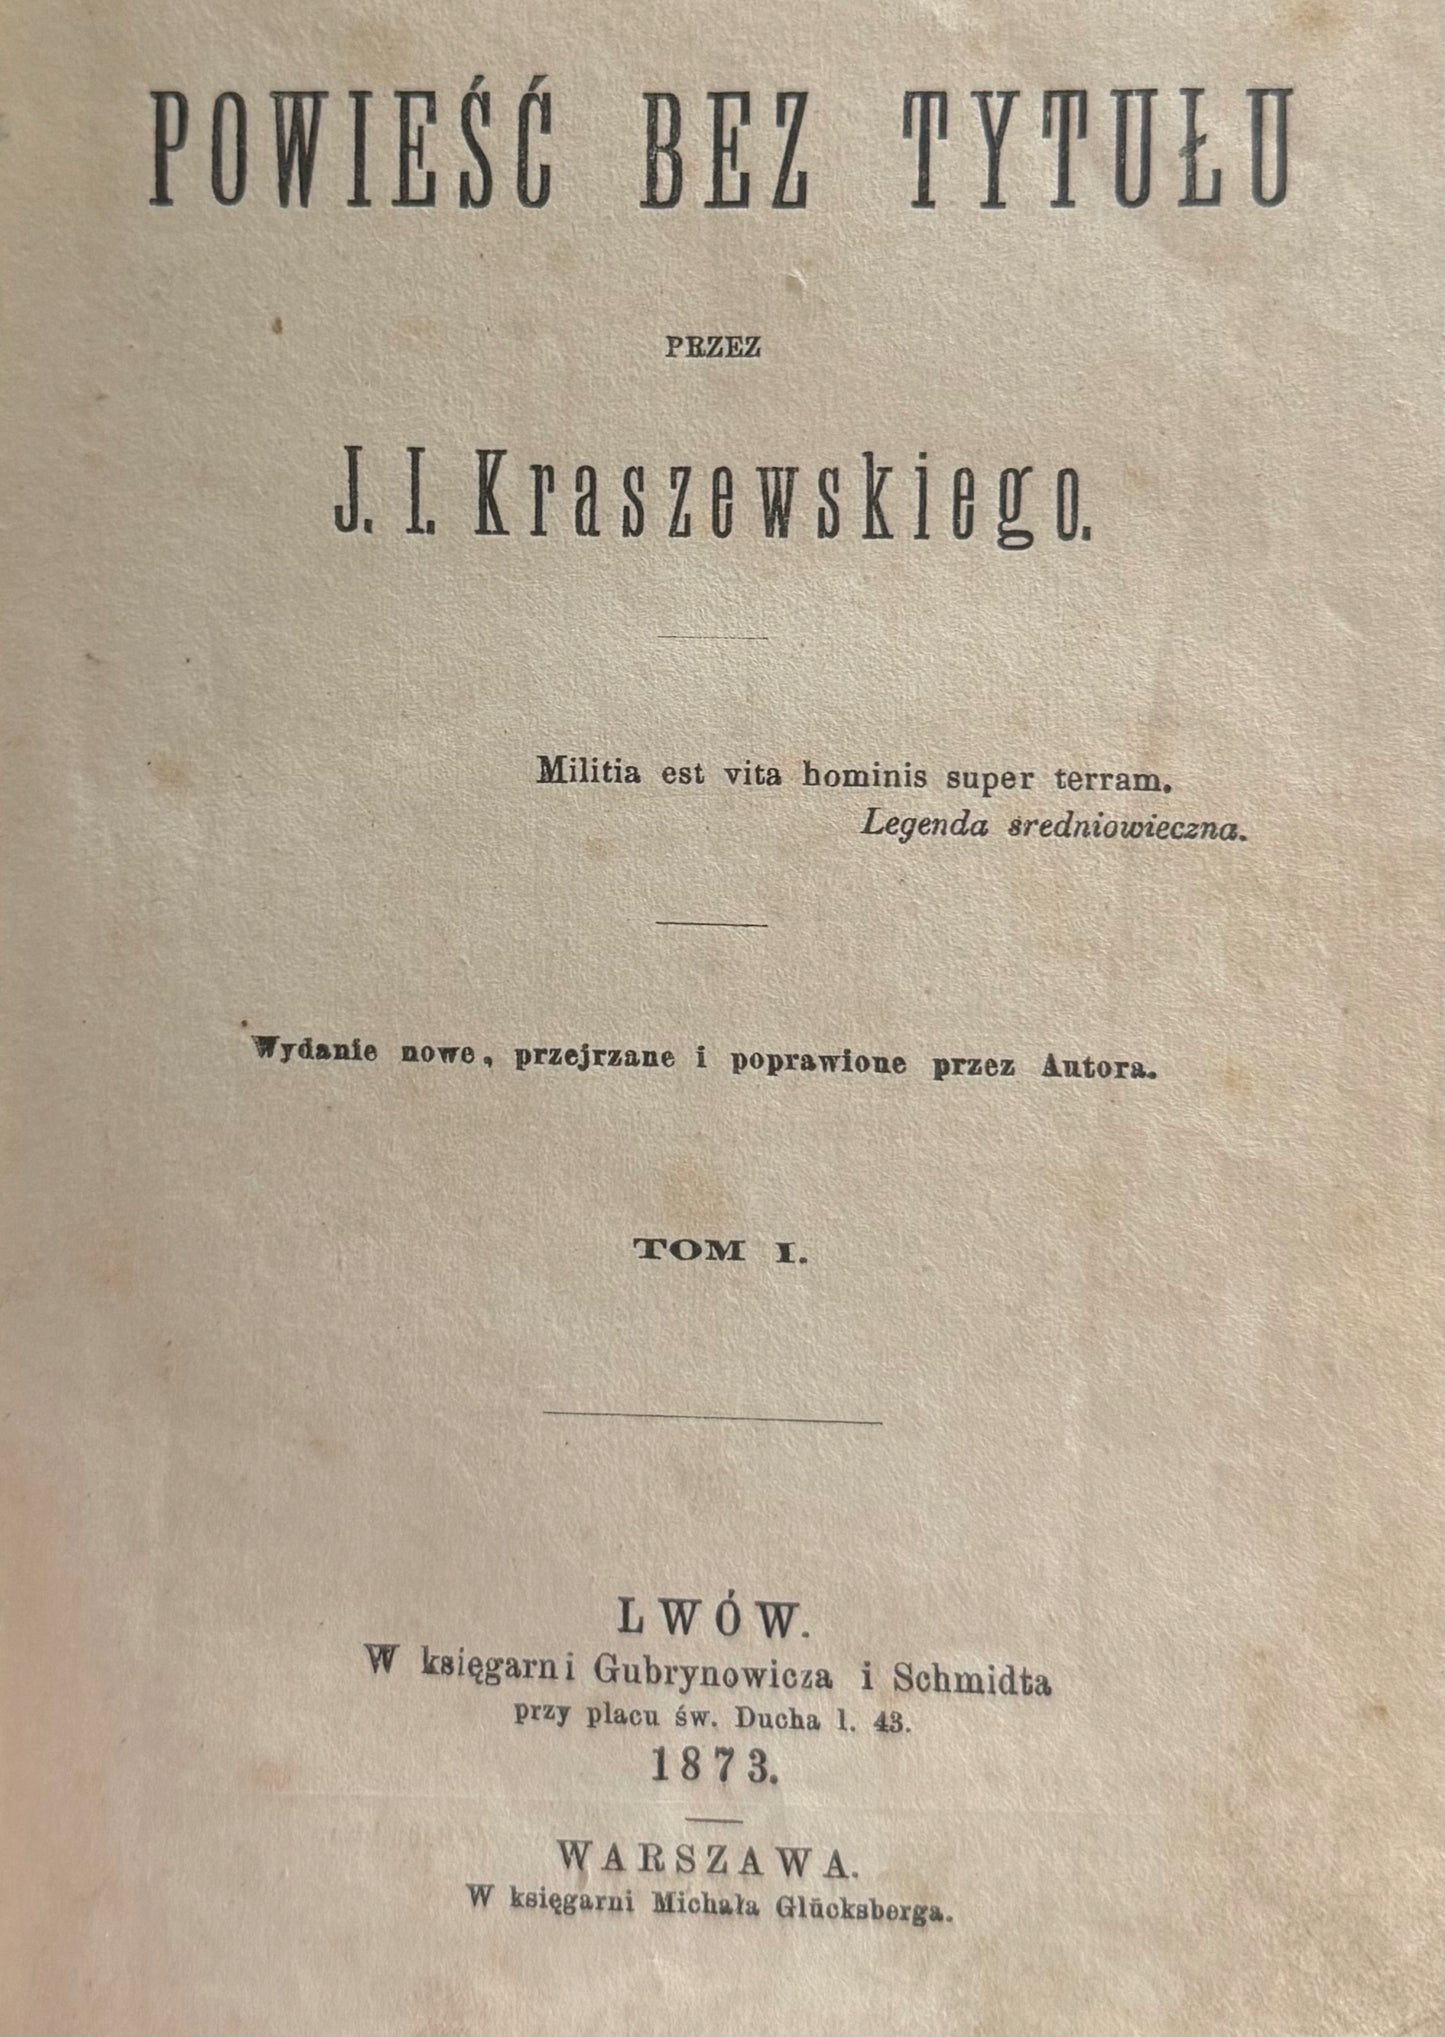 POWIEŚĆ BEZ TYTUŁU
PRZEZ
J. I. Kraszewskiego.
Militia est vita hominis super terram.
Legenda średniowieczna.
Wydanie nowe, przejrzane i poprawione przez Autora.
TOM I.
LWÓW.
W księgarni Gubrynowicza i Schmidta
przy placu św. Ducha l. 43.
1873.
WARSZAWA.
W księgarni Michała Glücksberga.